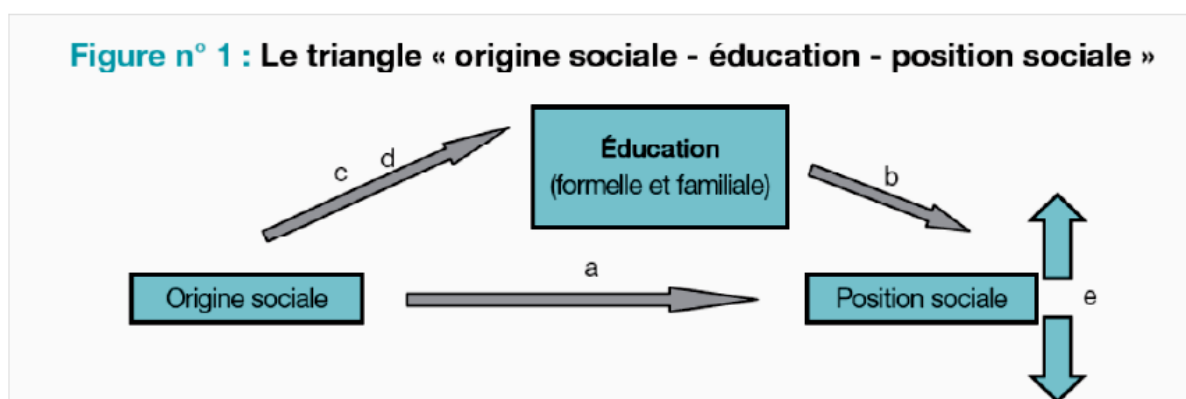 Figure n° 1 : Le triangle « origine sociale - éducation - position sociale »
Éducation
(formelle et familiale)
c
d
b
a
Origine sociale
Position sociale
e